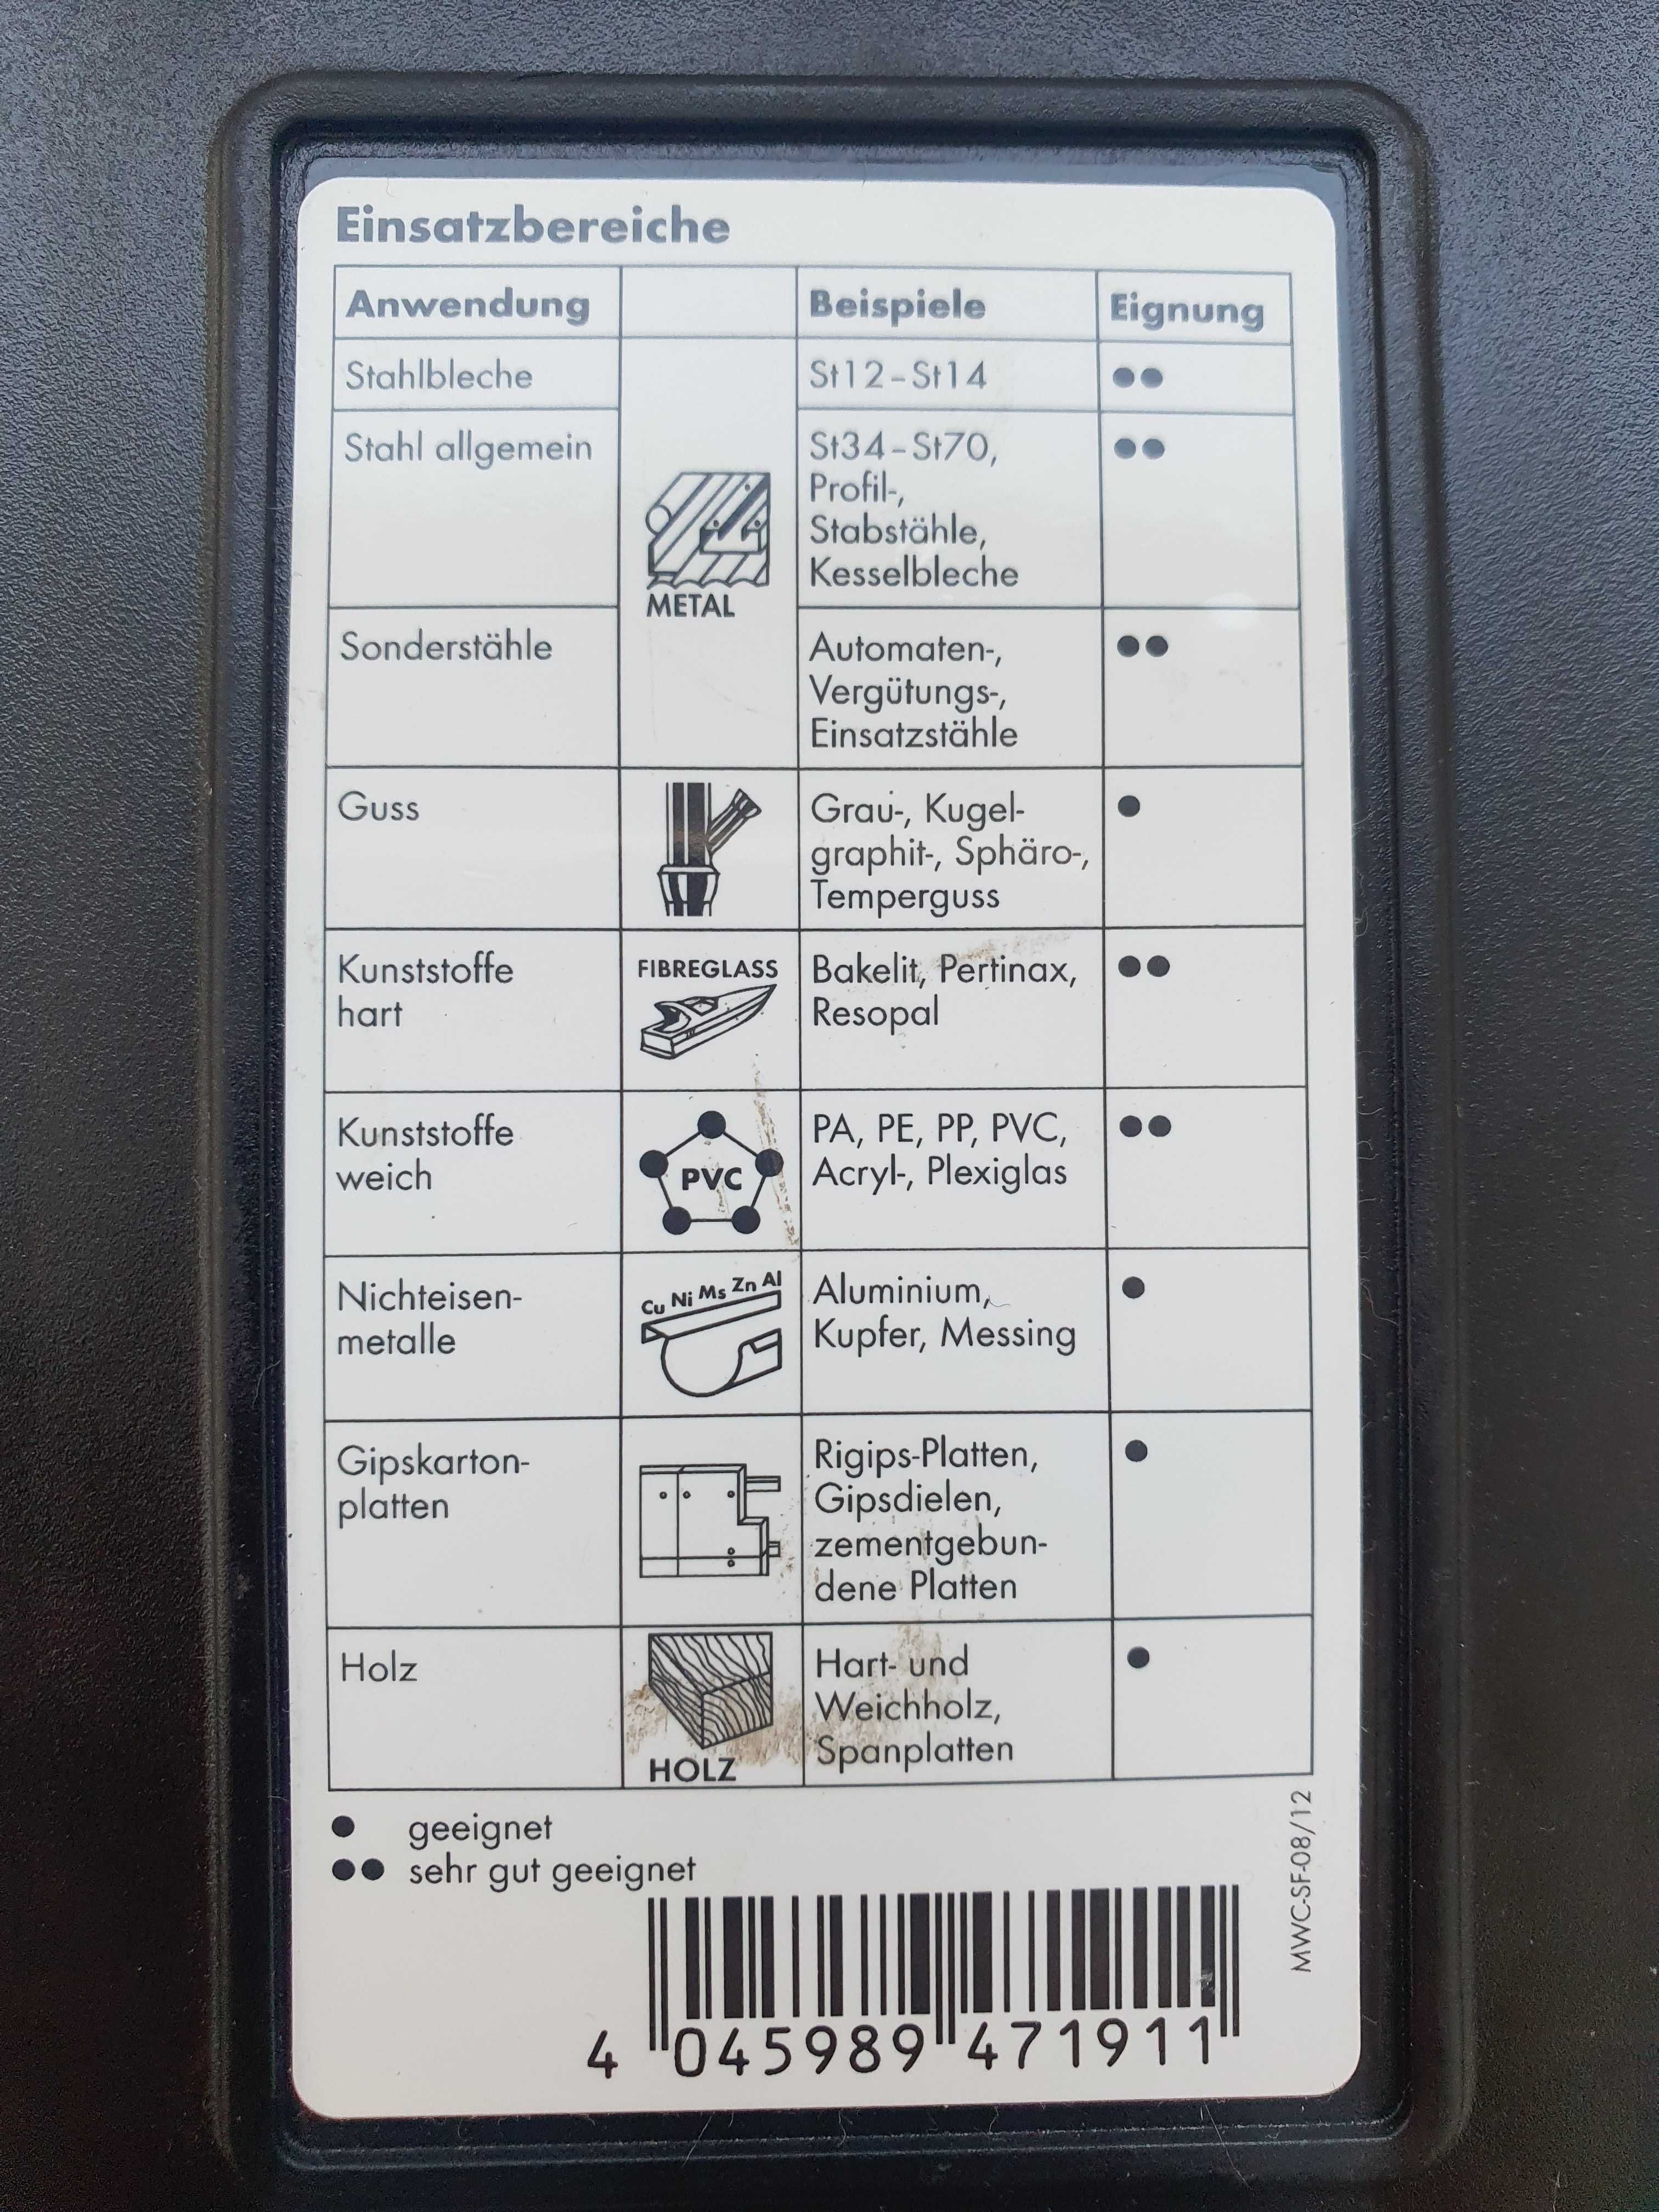 Einsatzbereiche
Anwendung Beispiele Eignung
Stahlbleche St12–St14 ●●
Stahl allgemein St34–St70, ●●
Profil-,
Stabstähle,
Kesselbleche
METAL
Sonderstähle Automaten-, ●●
Vergütungs-,
Einsatzstähle
Guss Grau-, Kugel- ●
graphit-, Sphäro-,
Temperguss
Kunststoffe FIBREGLASS Bakelit, Pertinax, ●●
hart Resopal
Kunststoffe PA, PE, PP, PVC, ●●
weich PVC Acryl-, Plexiglas
Nichteisen- Cu Ni Ms Zn Al Aluminium, ●
metalle Kupfer, Messing
Gipskarton- Rigips-Platten, ●
platten Gipsdielen,
zementgebun-
dene Platten
Holz Hart- und ●
Weichholz,
Spanplatten
HOLZ
● geeignet
●● sehr gut geeignet
MWC-SF-08/12
4 045989 471911